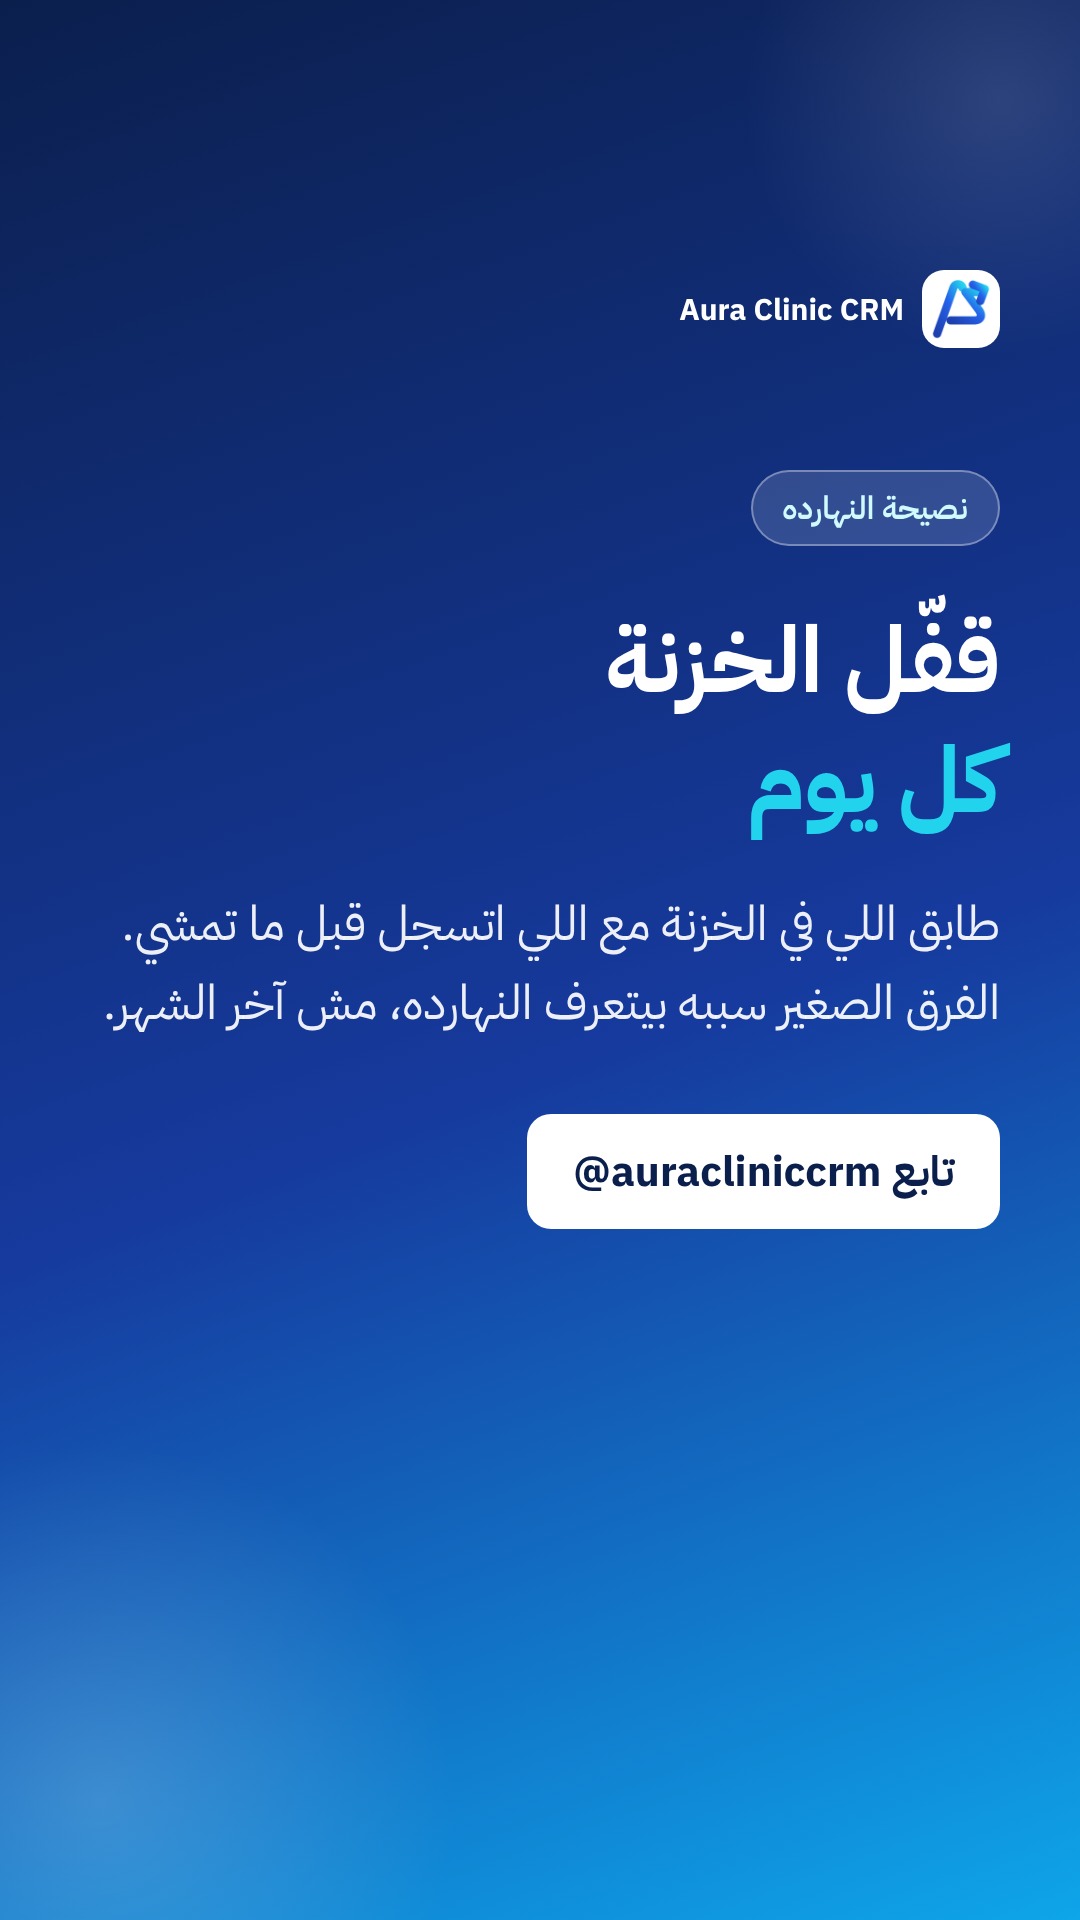 Aura Clinic CRM
نصيحة النهارده
قفّل الخزنة
كل يوم
طابق اللي في الخزنة مع اللي اتسجل قبل ما تمشي.
الفرق الصغير سببه بيتعرف النهارده، مش آخر الشهر.
تابع @auracliniccrm